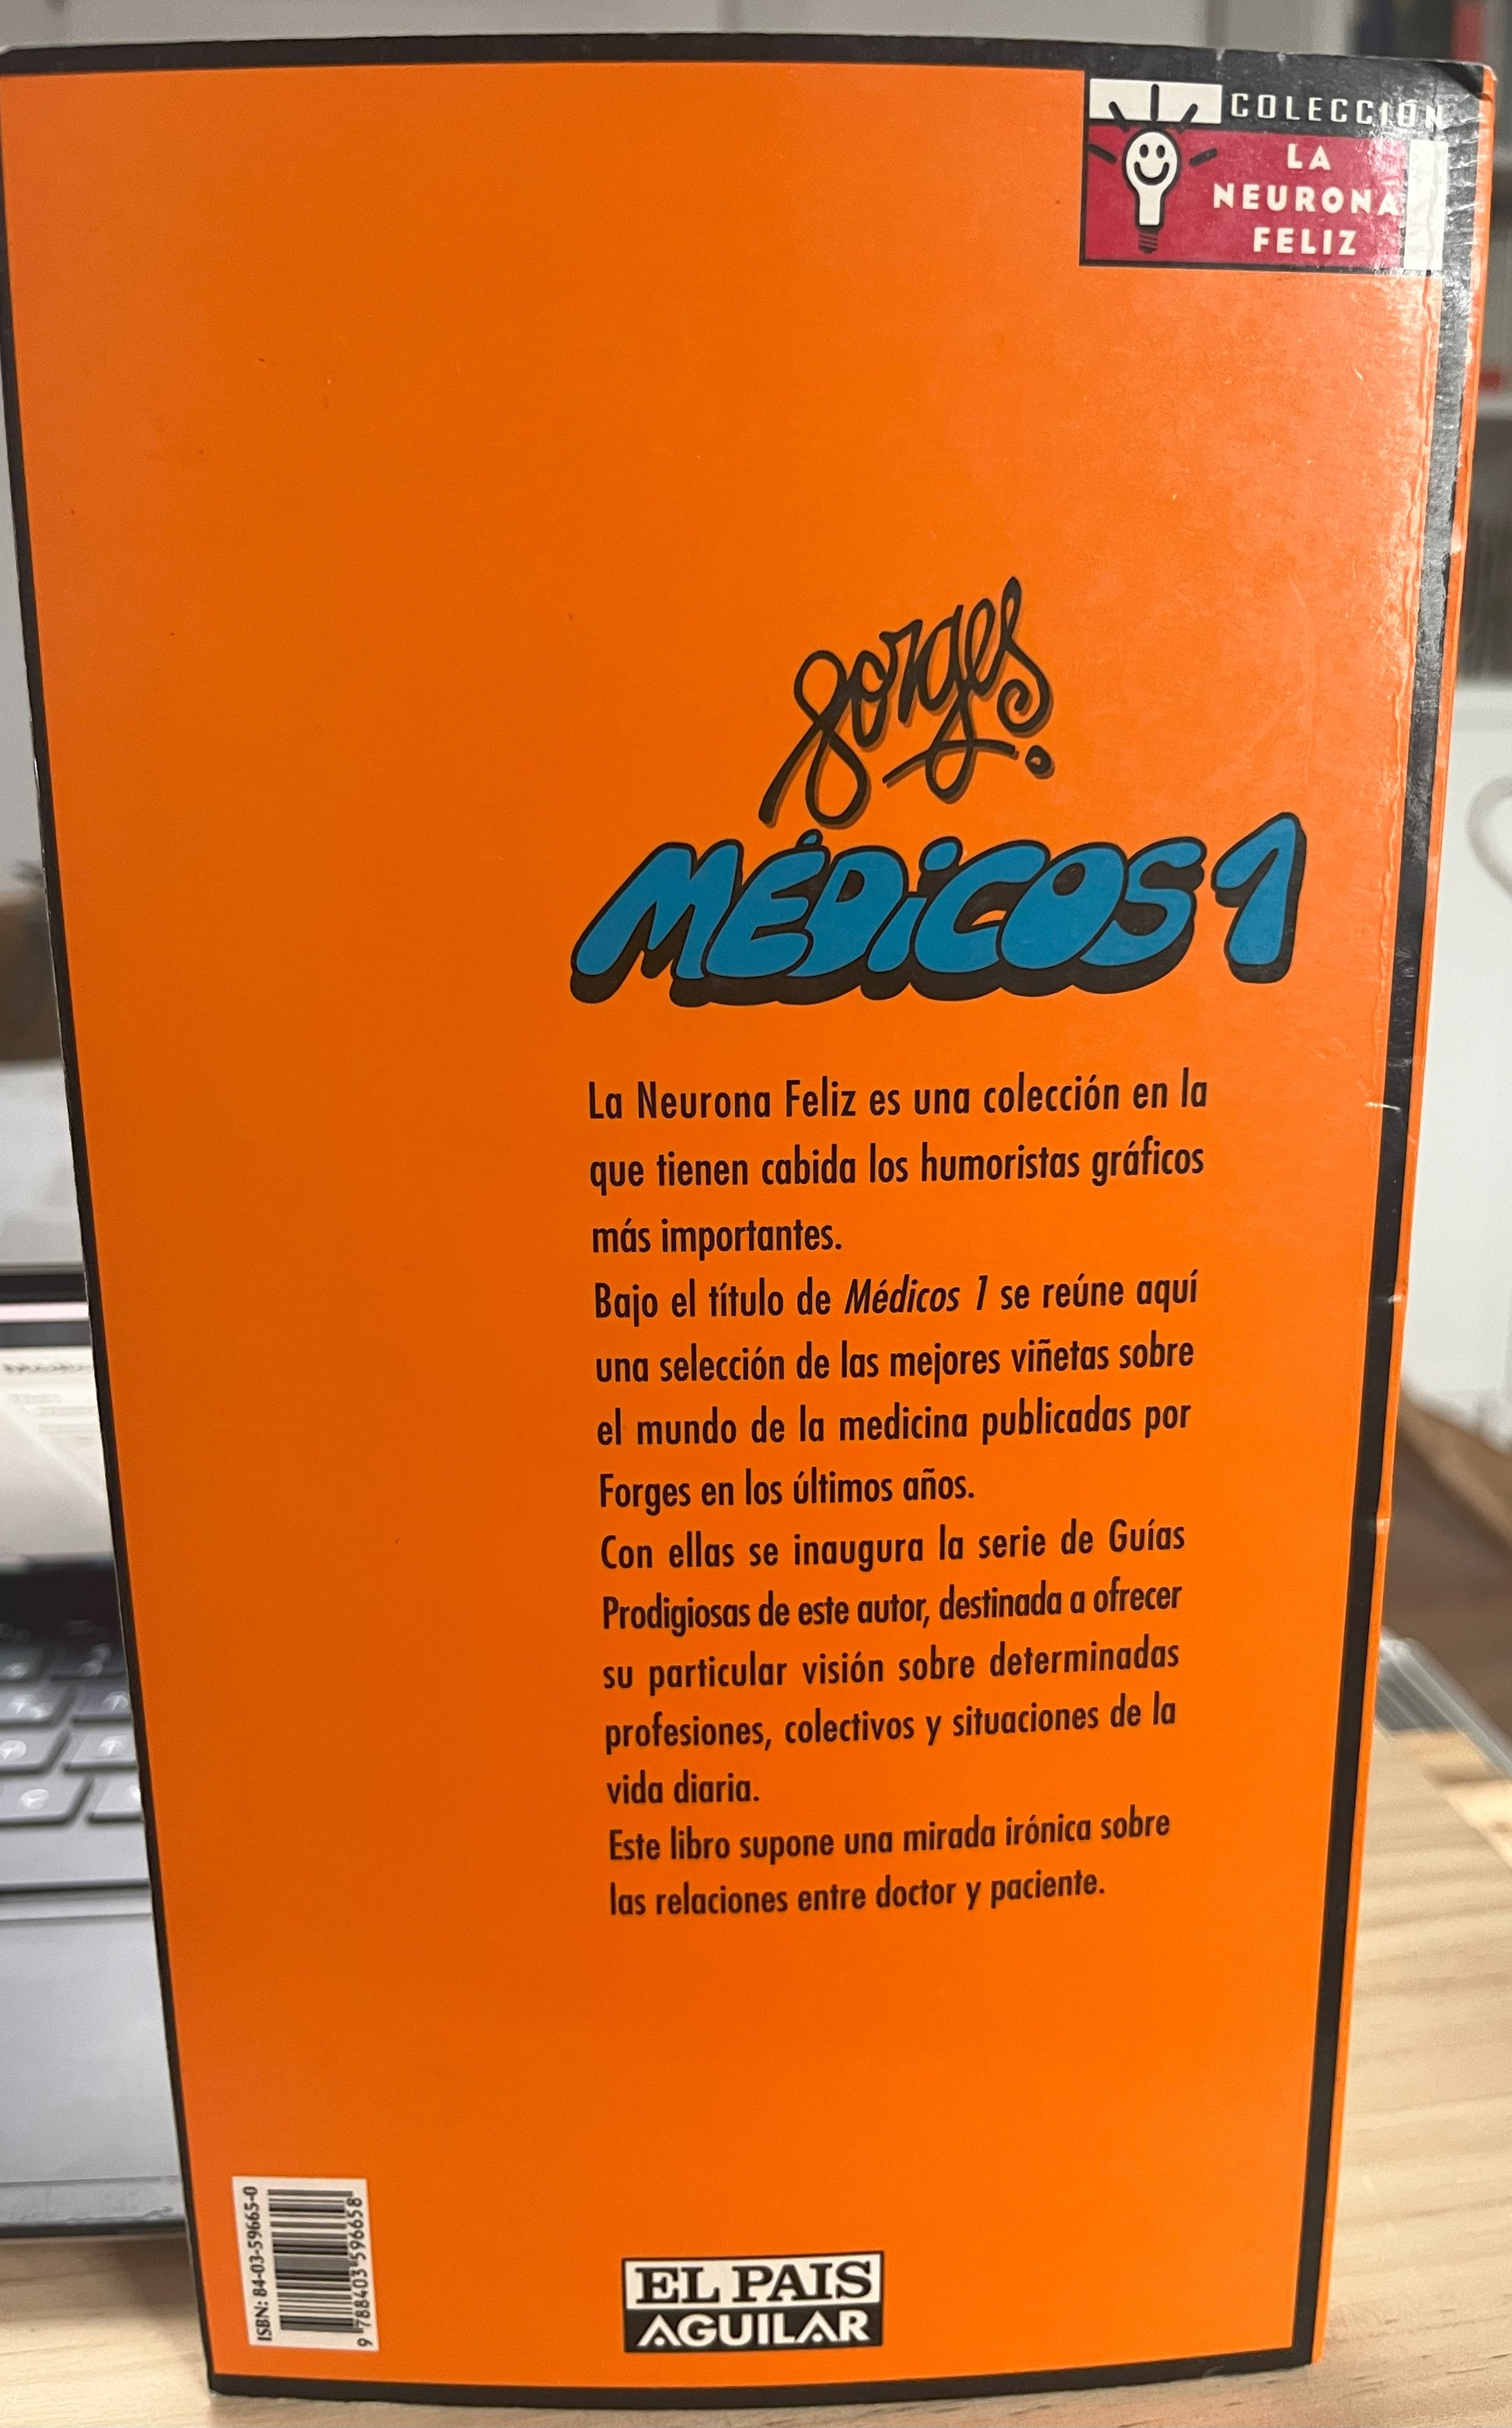 COLECCIÓN
LA
NEURONA
FELIZ
forges
MÉDiCOS 1
La Neurona Feliz es una colección en la
que tienen cabida los humoristas gráficos
más importantes.
Bajo el título de Médicos 1 se reúne aquí
una selección de las mejores viñetas sobre
el mundo de la medicina publicadas por
Forges en los últimos años.
Con ellas se inaugura la serie de Guías
Prodigiosas de este autor, destinada a ofrecer
su particular visión sobre determinadas
profesiones, colectivos y situaciones de la
vida diaria.
Este libro supone una mirada irónica sobre
las relaciones entre doctor y paciente.
ISBN: 84-03-59665-0
9 788403 596658
EL PAIS
AGUILAR